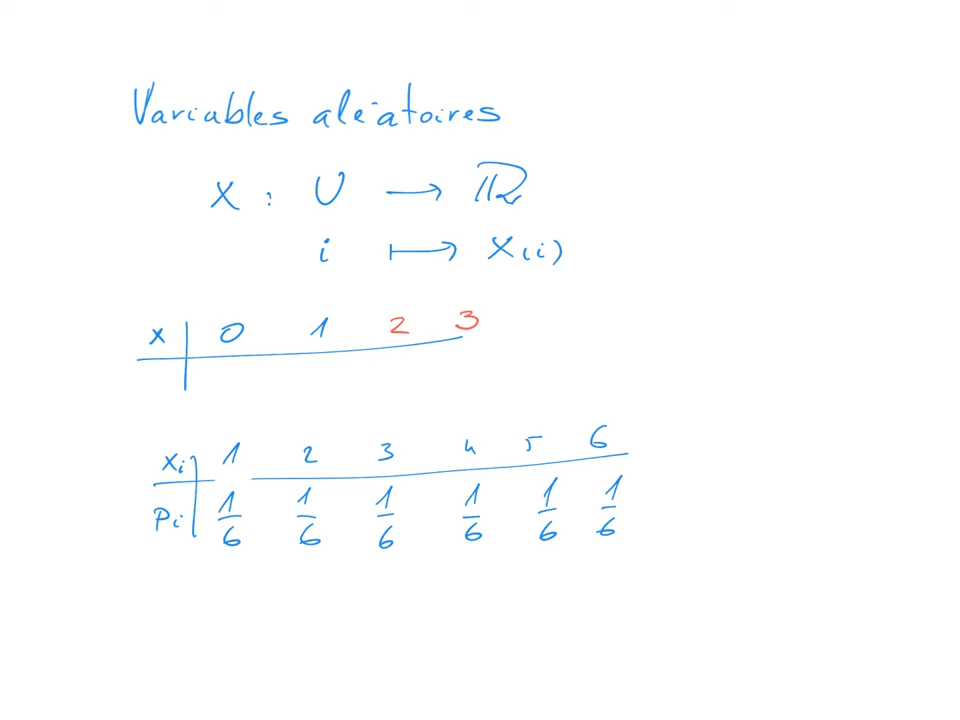 Variables aléatoires
X : U → ℝ
i ↦ X(i)
x | 0 1 2 3
xi | 1 2 3 4 5 6
Pi | 1/6 1/6 1/6 1/6 1/6 1/6